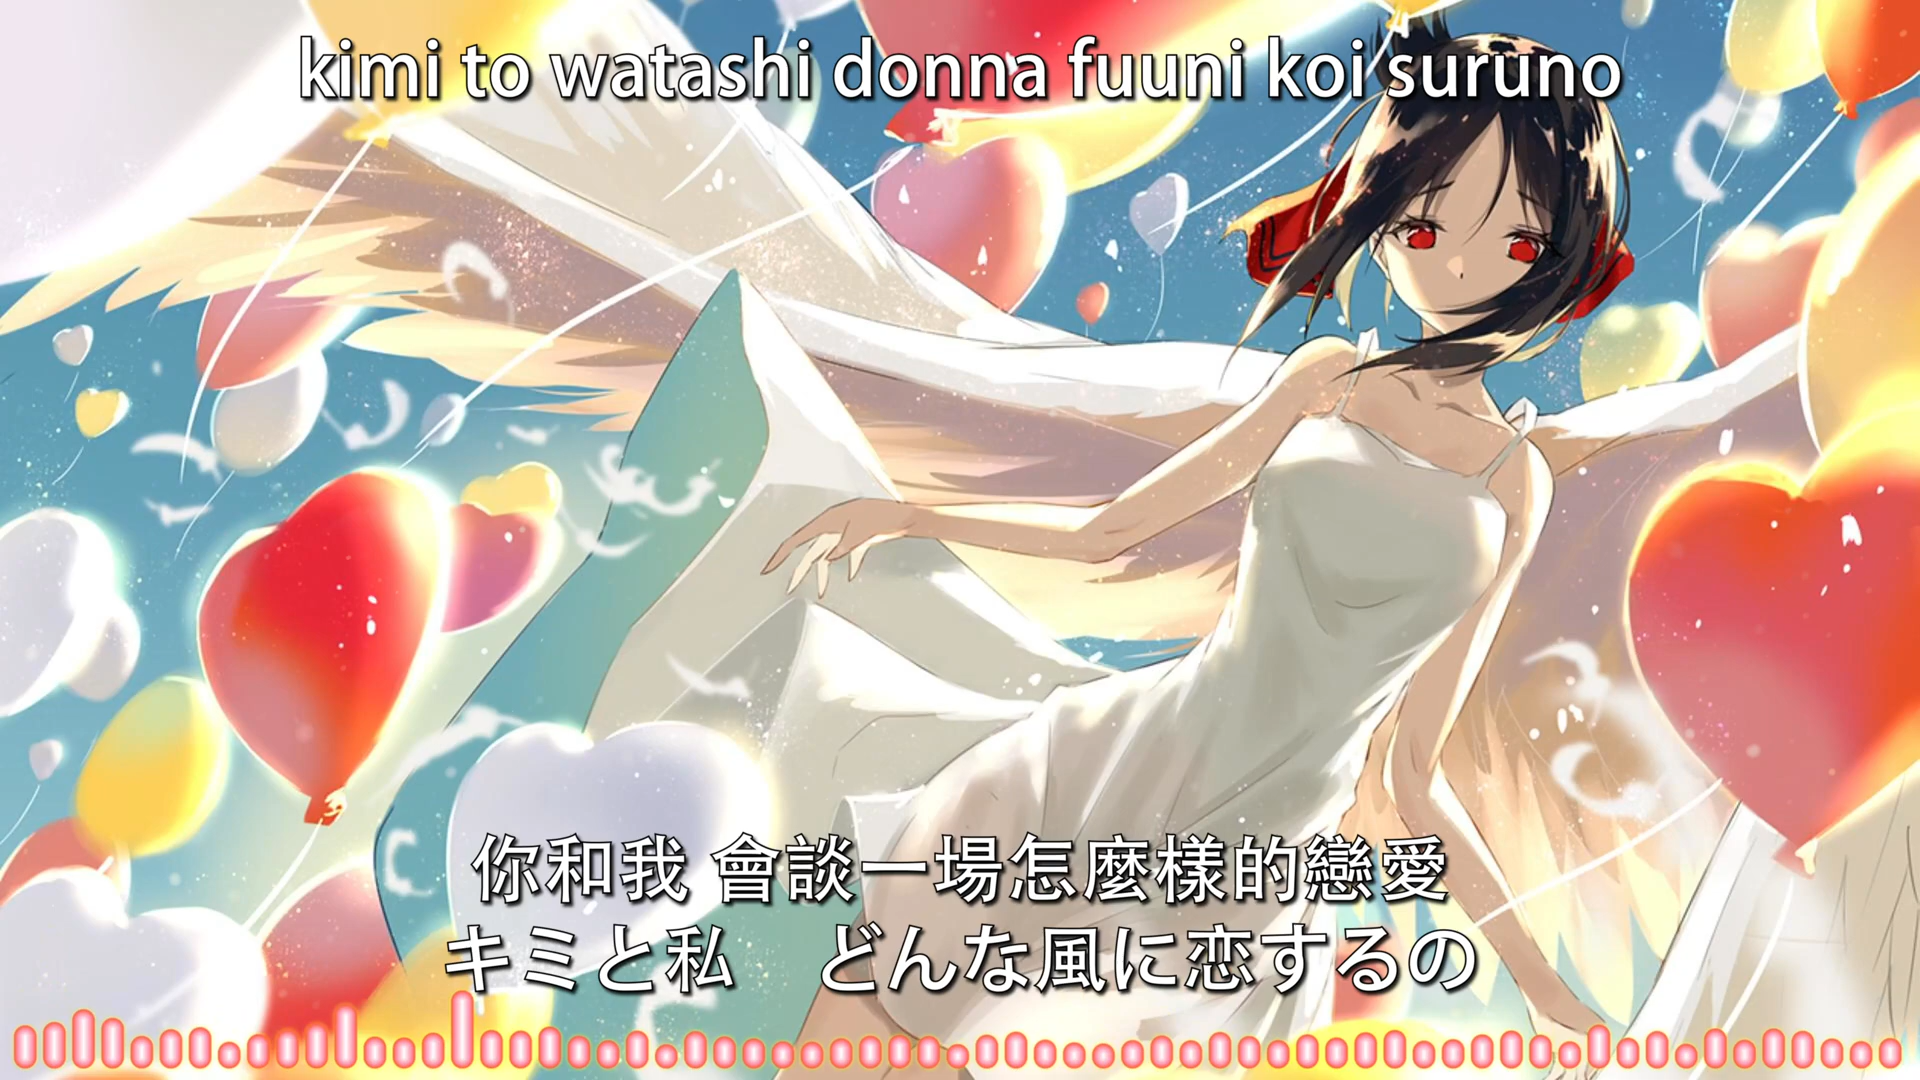 kimi to watashi donna fuuni koi suruno
你和我 會談一場怎麼樣的戀愛
キミと私　どんな風に恋するの